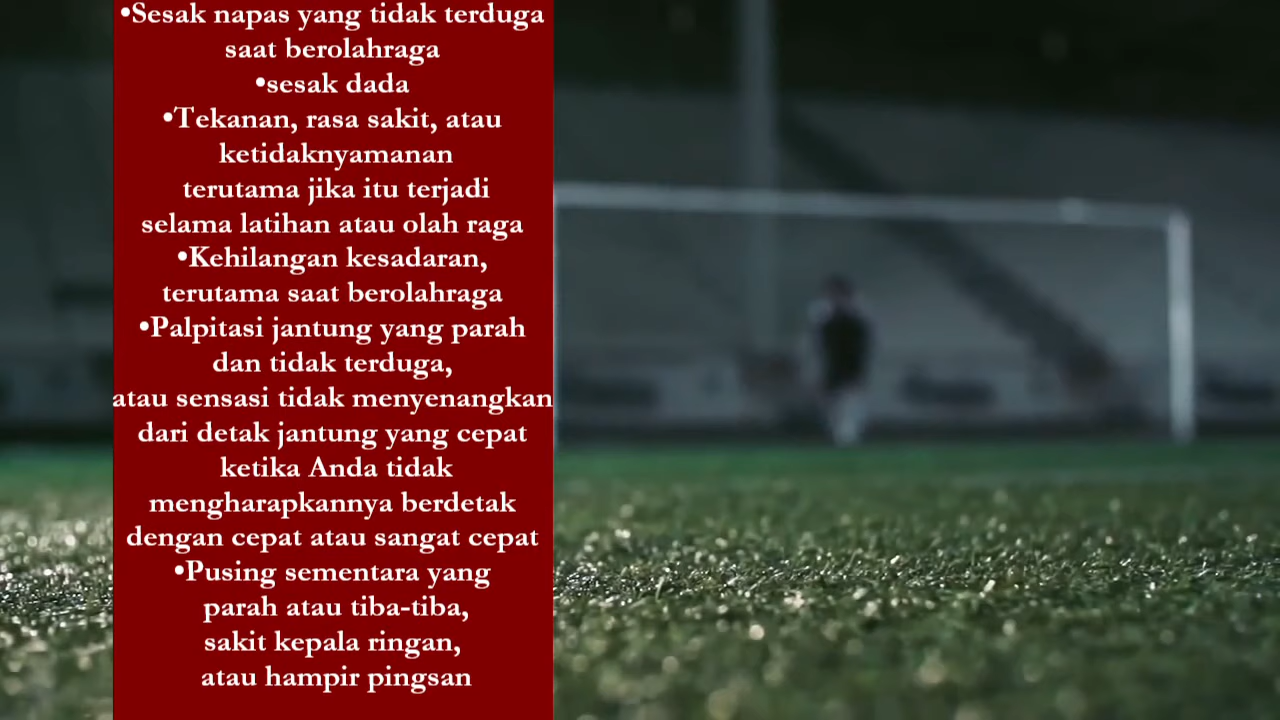 •Sesak napas yang tidak terduga
saat berolahraga
•sesak dada
•Tekanan, rasa sakit, atau
ketidaknyamanan
terutama jika itu terjadi
selama latihan atau olah raga
•Kehilangan kesadaran,
terutama saat berolahraga
•Palpitasi jantung yang parah
dan tidak terduga,
atau sensasi tidak menyenangkan
dari detak jantung yang cepat
ketika Anda tidak
mengharapkannya berdetak
dengan cepat atau sangat cepat
•Pusing sementara yang
parah atau tiba-tiba,
sakit kepala ringan,
atau hampir pingsan